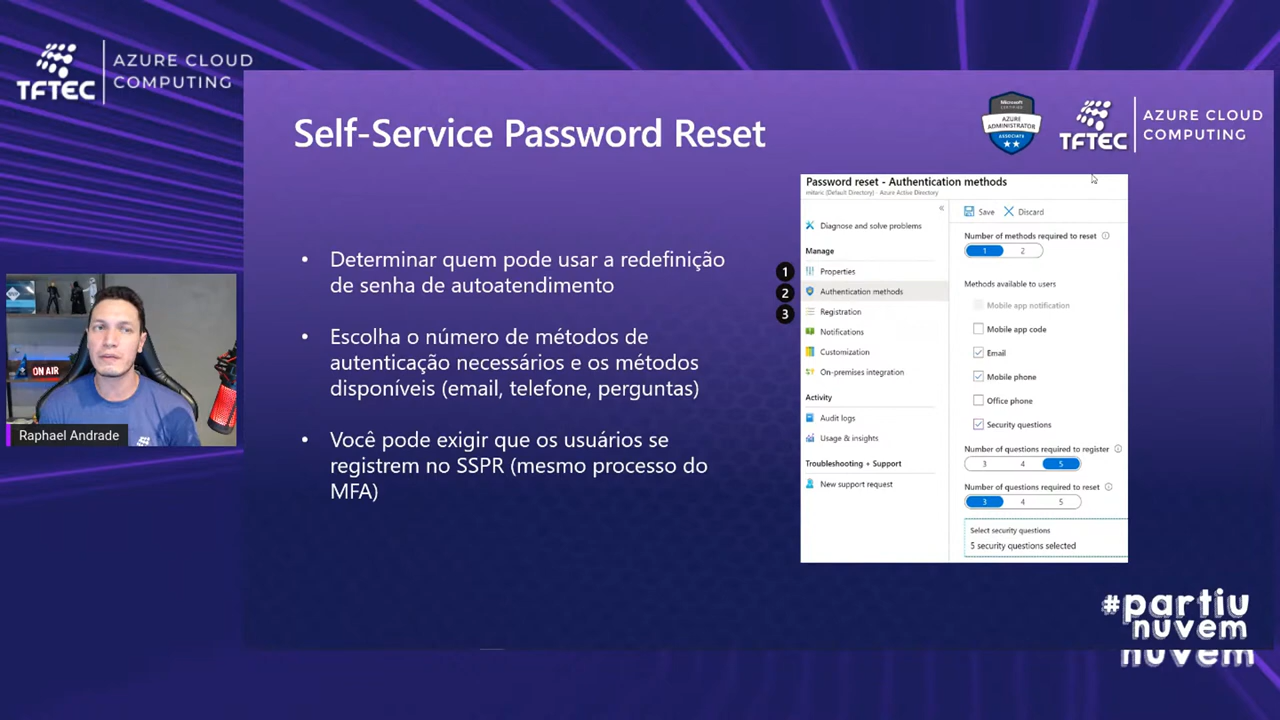 TFTEC
AZURE CLOUD
COMPUTING
Self-Service Password Reset
Microsoft
CERTIFIED
AZURE
ADMINISTRATOR
ASSOCIATE
TFTEC
AZURE CLOUD
COMPUTING
• Determinar quem pode usar a redefinição
de senha de autoatendimento
• Escolha o número de métodos de
autenticação necessários e os métodos
disponíveis (email, telefone, perguntas)
• Você pode exigir que os usuários se
registrem no SSPR (mesmo processo do
MFA)
Password reset - Authentication methods
(Default Directory) - Azure Active Directory
«
Diagnose and solve problems
Manage
1 Properties
2 Authentication methods
3 Registration
Notifications
Customization
On-premises integration
Activity
Audit logs
Usage & insights
Troubleshooting + Support
New support request
Save Discard
Number of methods required to reset
1 2
Methods available to users
Mobile app notification
Mobile app code
Email
Mobile phone
Office phone
Security questions
Number of questions required to register
3 4 5
Number of questions required to reset
3 4 5
Select security questions
5 security questions selected
ON AIR
Raphael Andrade
#partiu
nuvem
nuvem